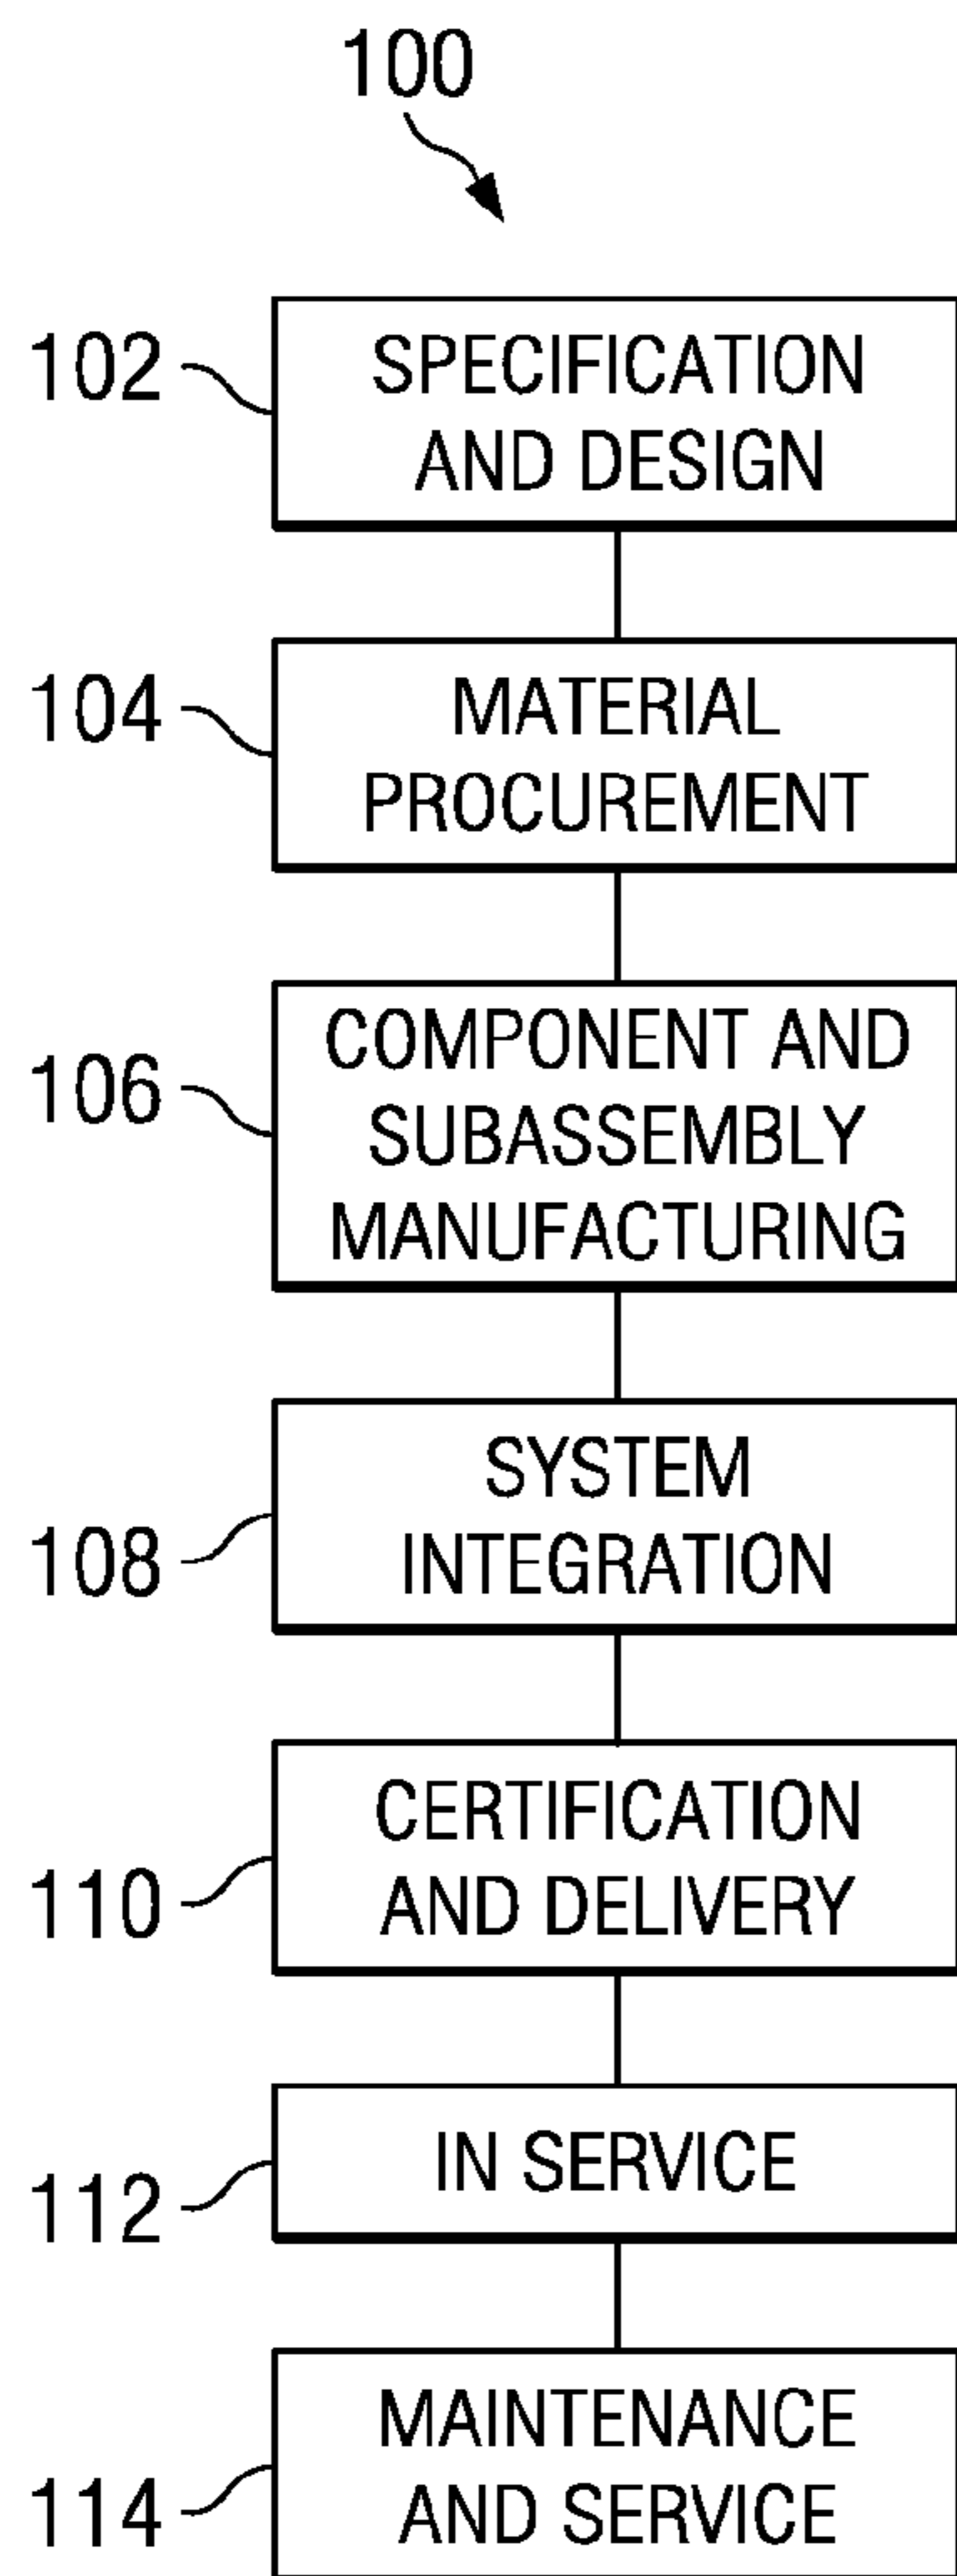 100
102
SPECIFICATION
AND DESIGN
104
MATERIAL
PROCUREMENT
106
COMPONENT AND
SUBASSEMBLY
MANUFACTURING
108
SYSTEM
INTEGRATION
110
CERTIFICATION
AND DELIVERY
112
IN SERVICE
114
MAINTENANCE
AND SERVICE